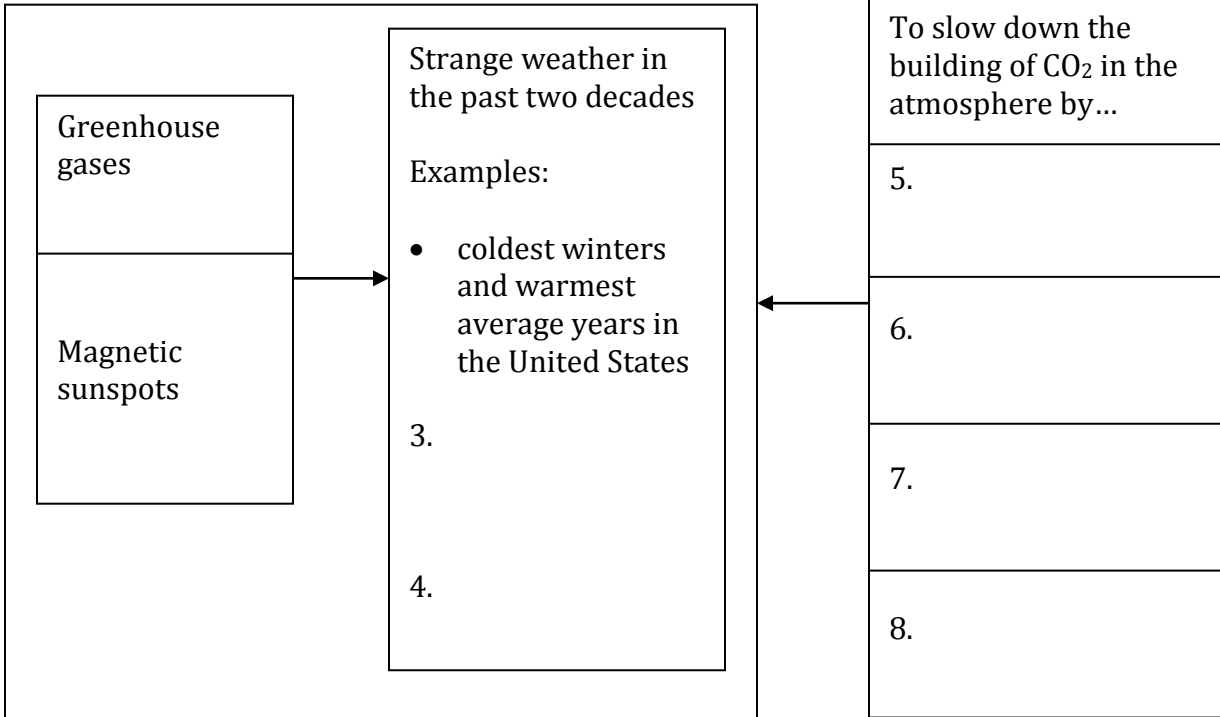 Greenhouse
gases
Magnetic
sunspots
Strange weather in
the past two decades
Examples:
• coldest winters
and warmest
average years in
the United States
3.
4.
To slow down the
building of CO₂ in the
atmosphere by…
5.
6.
7.
8.